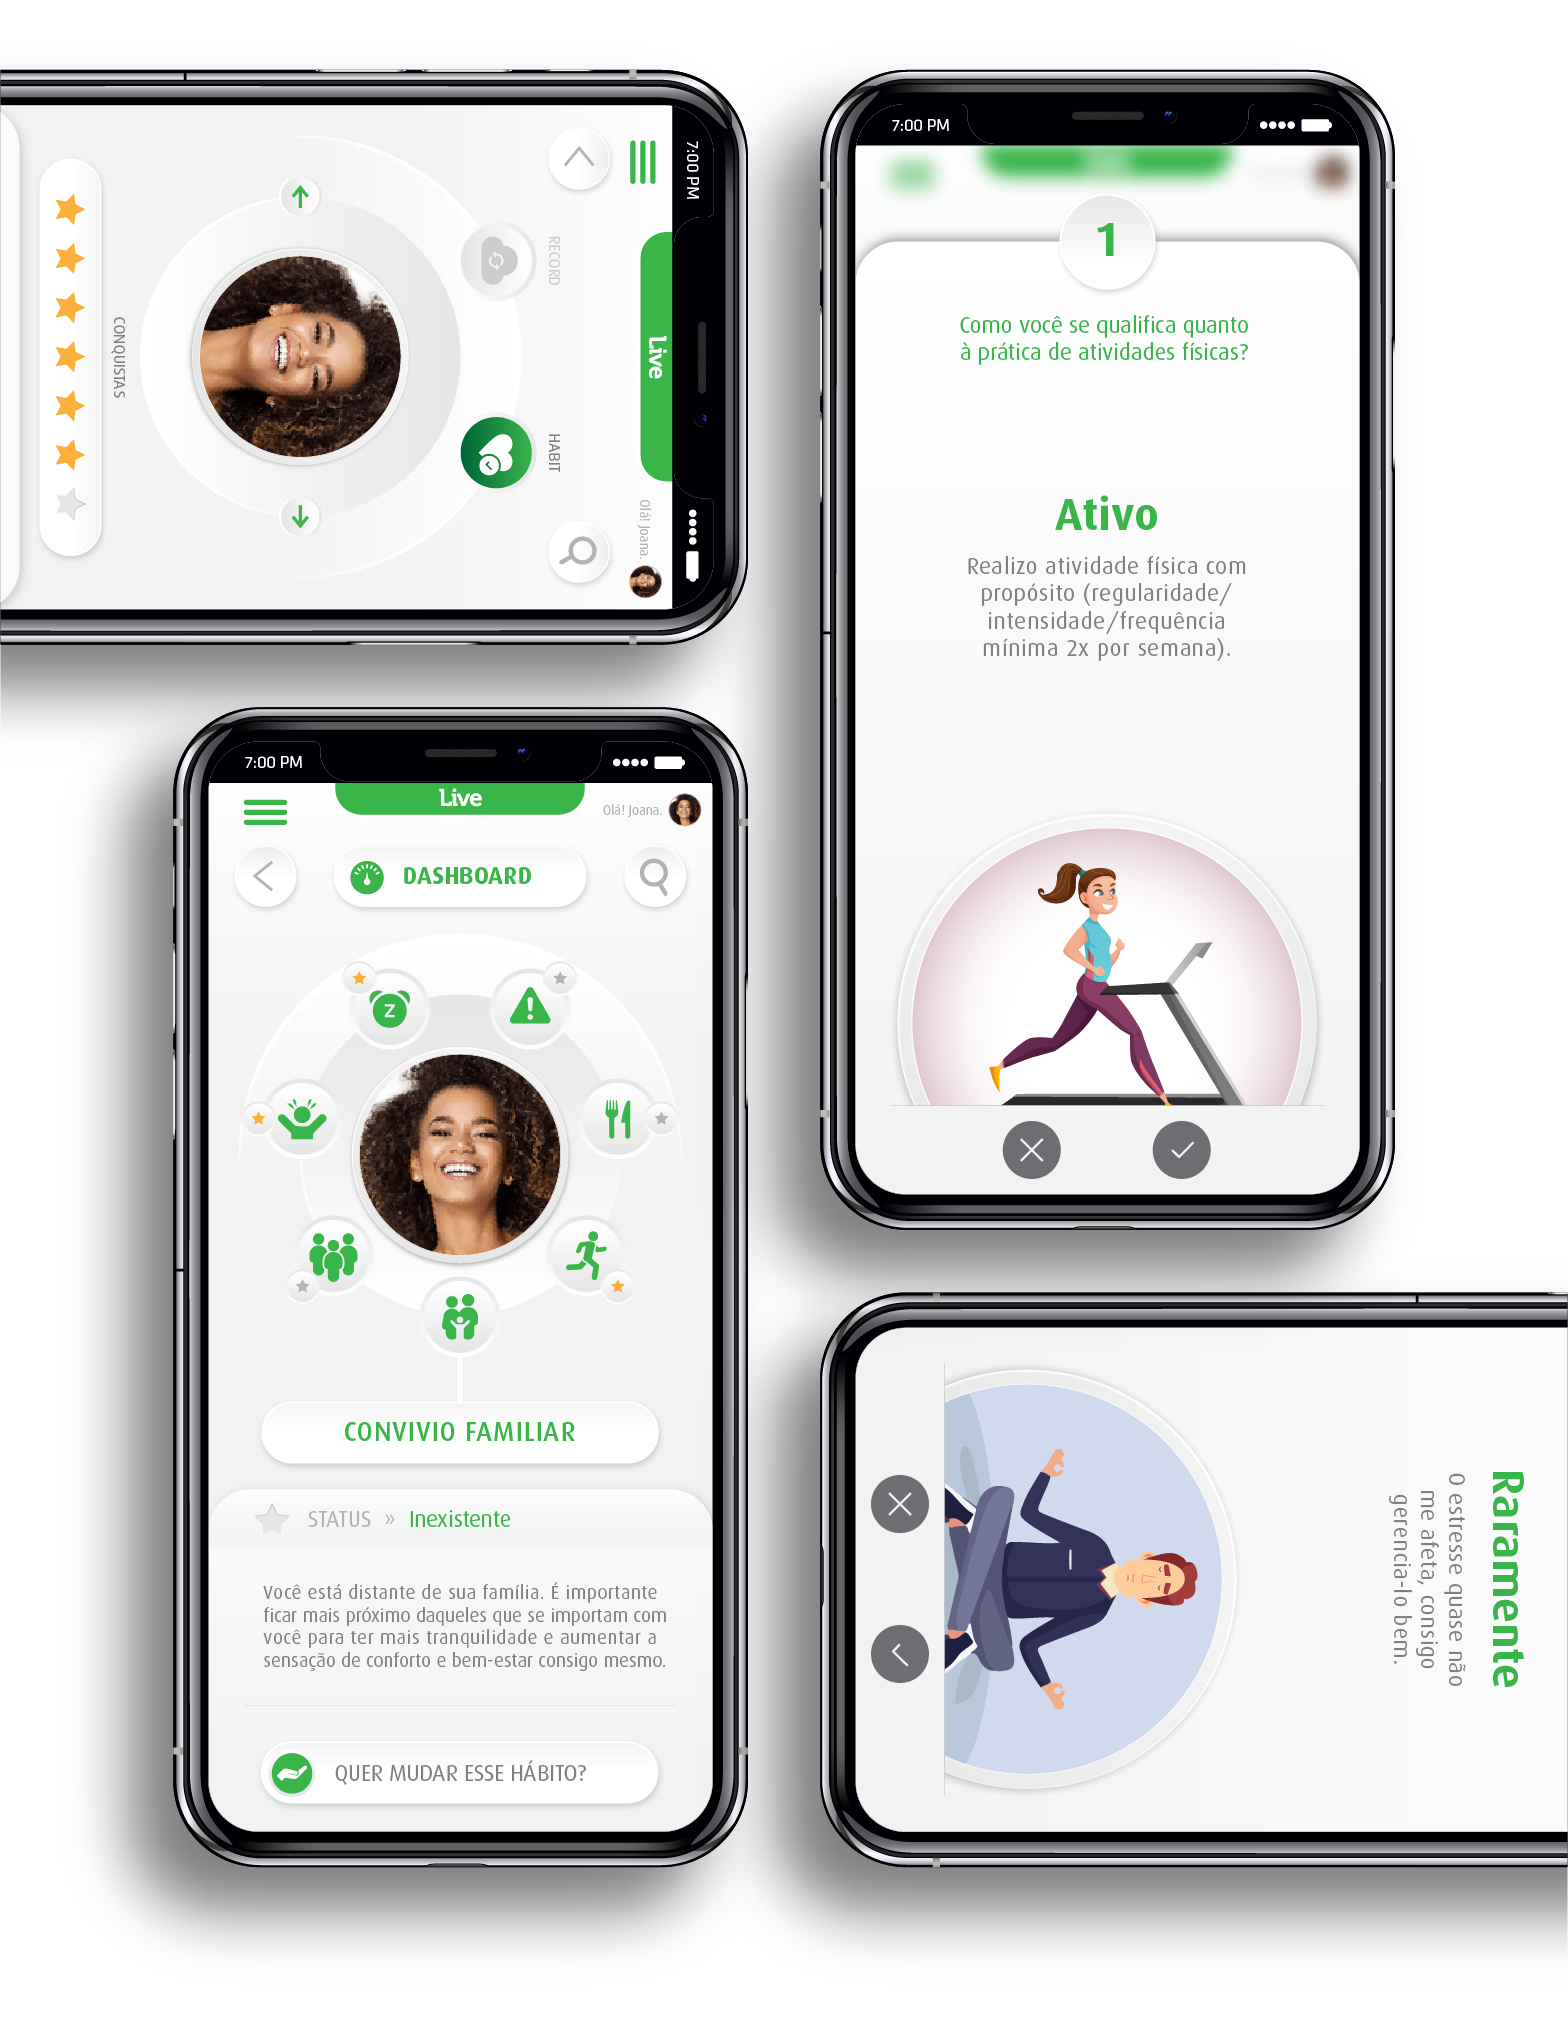 7:00 PM
Live
Olá! Joana.
RECORD
HABIT
CONQUISTAS
7:00 PM
1
Como você se qualifica quanto
à prática de atividades físicas?
Ativo
Realizo atividade física com
propósito (regularidade/
intensidade/frequência
mínima 2x por semana).
7:00 PM
Live
Olá! Joana.
DASHBOARD
Z
CONVIVIO FAMILIAR
STATUS » Inexistente
Você está distante de sua família. É importante
ficar mais próximo daqueles que se importam com
você para ter mais tranquilidade e aumentar a
sensação de conforto e bem-estar consigo mesmo.
QUER MUDAR ESSE HÁBITO?
Raramente
O estresse quase não
me afeta, consigo
gerencia-lo bem.